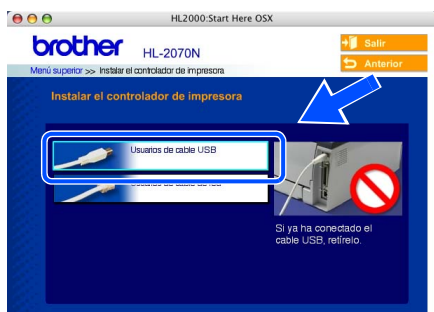 HL2000:Start Here OSX
brother
HL-2070N
Salir
Anterior
Menú superior >> Instalar el controlador de impresora
Instalar el controlador de impresora
Usuarios de cable USB
Si ya ha conectado el
cable USB, retírelo.